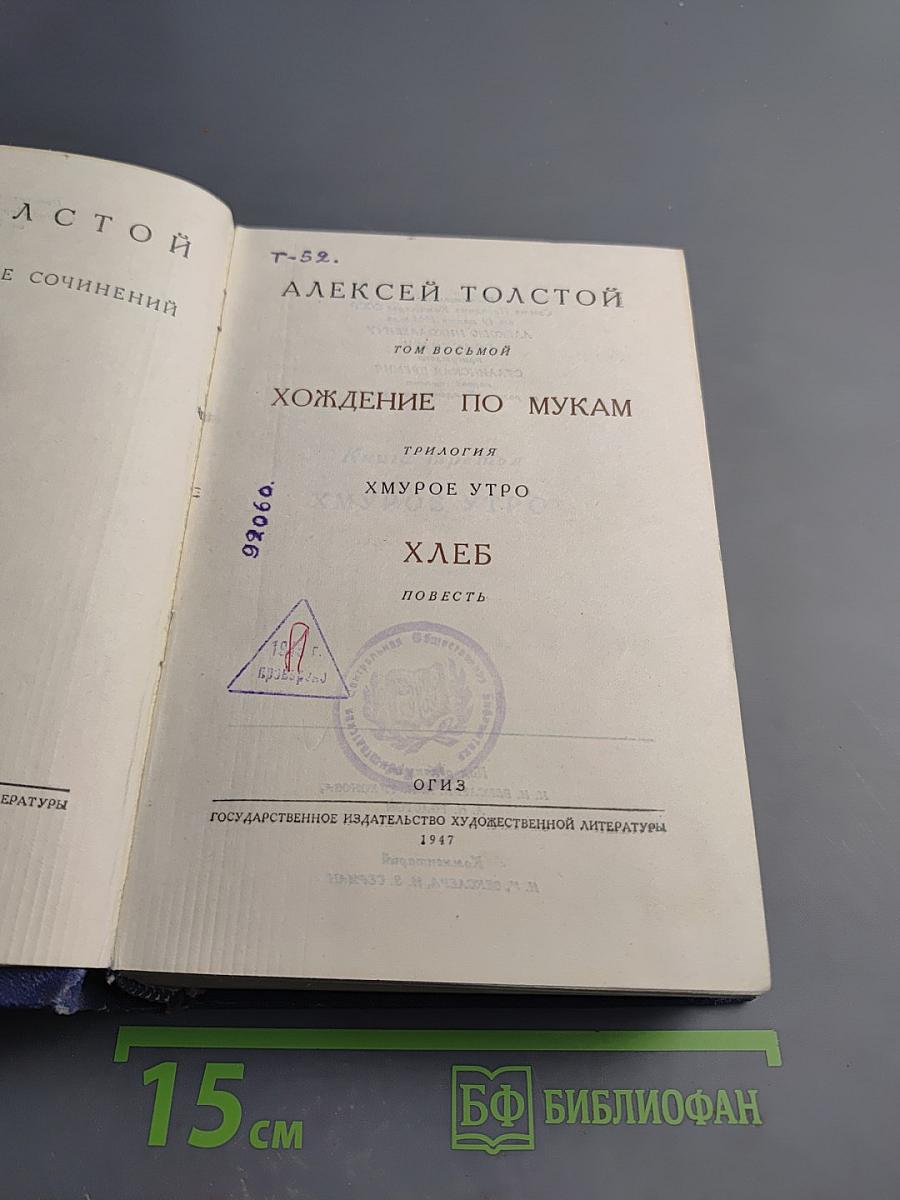 ЛСТОЙ
Е СОЧИНЕНИЙ
ЕРАТУРЫ
Т-52.
АЛЕКСЕЙ ТОЛСТОЙ
ТОМ ВОСЬМОЙ
ХОЖДЕНИЕ ПО МУКАМ
ТРИЛОГИЯ
ХМУРОЕ УТРО
92060.
ХЛЕБ
ПОВЕСТЬ
ОГИЗ
ГОСУДАРСТВЕННОЕ ИЗДАТЕЛЬСТВО ХУДОЖЕСТВЕННОЙ ЛИТЕРАТУРЫ
1947
15 СМ
БФ БИБЛИОФАН